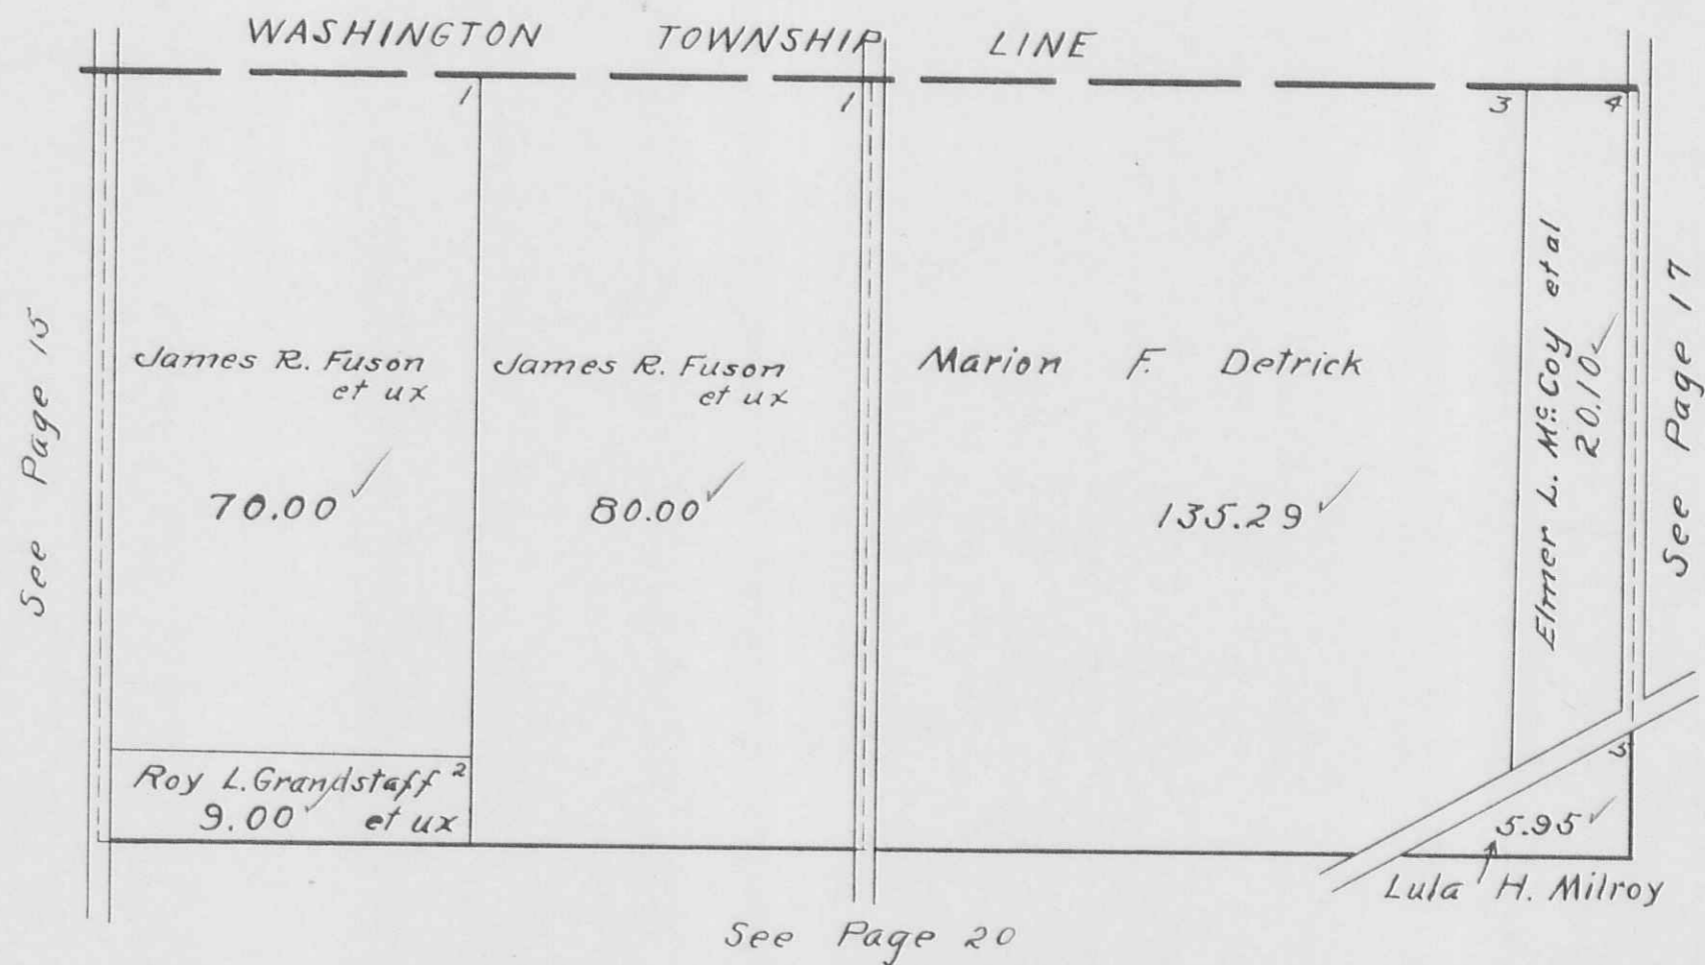 WASHINGTON TOWNSHIP LINE
1
1
3
4
See Page 15
James R. Fuson
et ux
70.00 ✓
James R. Fuson
et ux
80.00 ✓
Marion F. Detrick
135.29 ✓
Elmer L. Mc. Coy et al
20.10 ✓
See Page 17
Roy L. Grandstaff 2
9.00 ✓ et ux
5
5.95 ✓
Lula H. Milroy
See Page 20